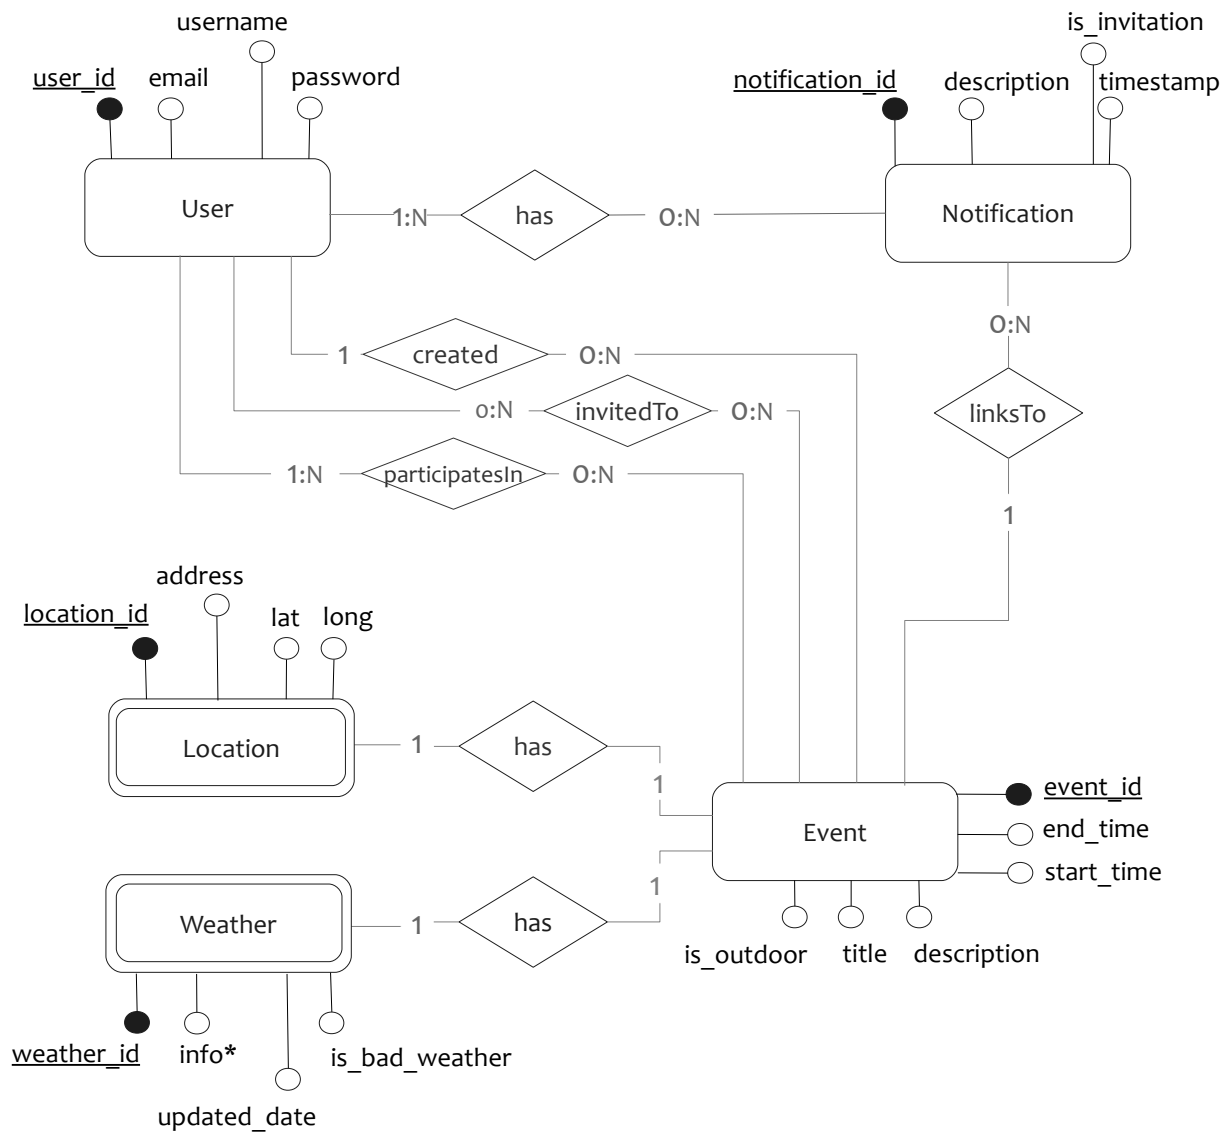 username
is_invitation
user_id
email
password
notification_id
description
timestamp
User
1:N
has
0:N
Notification
0:N
1
created
0:N
o:N
invitedTo
0:N
linksTo
1:N
participatesIn
0:N
1
address
location_id
lat
long
Location
1
has
1
event_id
Event
end_time
start_time
1
Weather
1
has
is_outdoor
title
description
weather_id
info*
is_bad_weather
updated_date